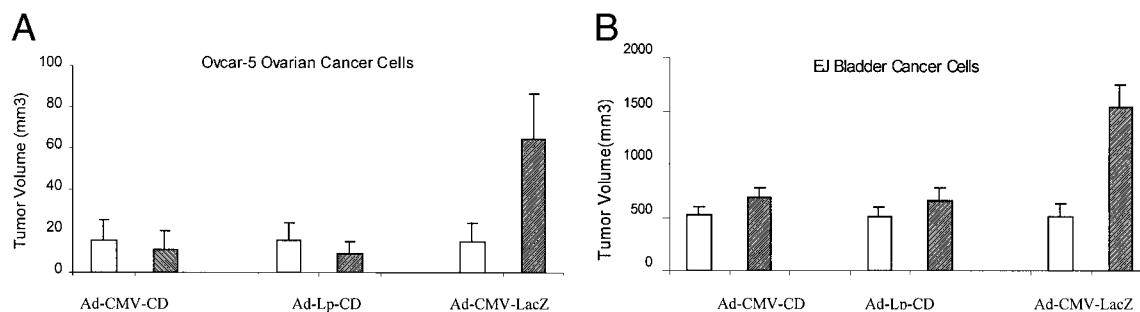 A
Ovcar-5 Ovarian Cancer Cells
Tumor Volume (mm3)
100
80
60
40
20
0
Ad-CMV-CD
Ad-Lp-CD
Ad-CMV-LacZ
B
EJ Bladder Cancer Cells
Tumor Volume(mm3)
2000
1500
1000
500
0
Ad-CMV-CD
Ad-Lp-CD
Ad-CMV-LacZ